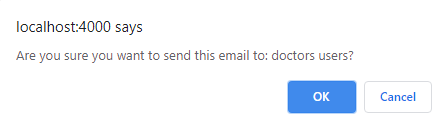 localhost:4000 says
Are you sure you want to send this email to: doctors users?
OK Cancel